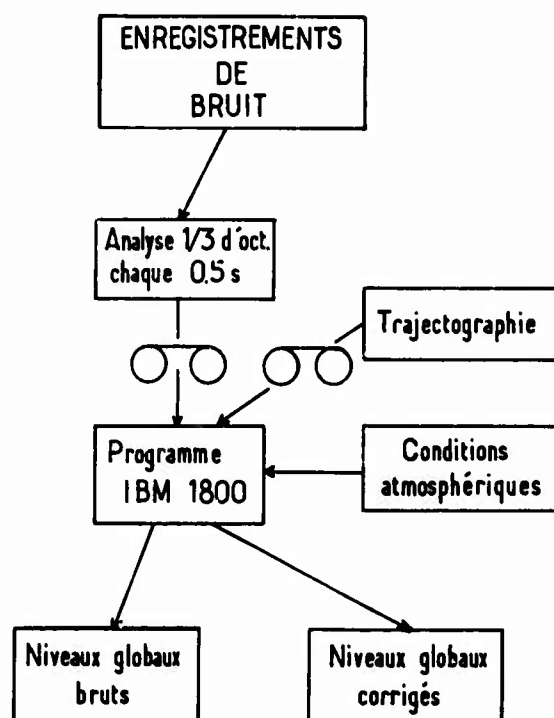 ENREGISTREMENTS
DE
BRUIT
Analyse 1/3 d'oct.
chaque 0.5 s
Trajectographie
Programme
IBM 1800
Conditions
atmosphériques
Niveaux globaux
bruts
Niveaux globaux
corrigés